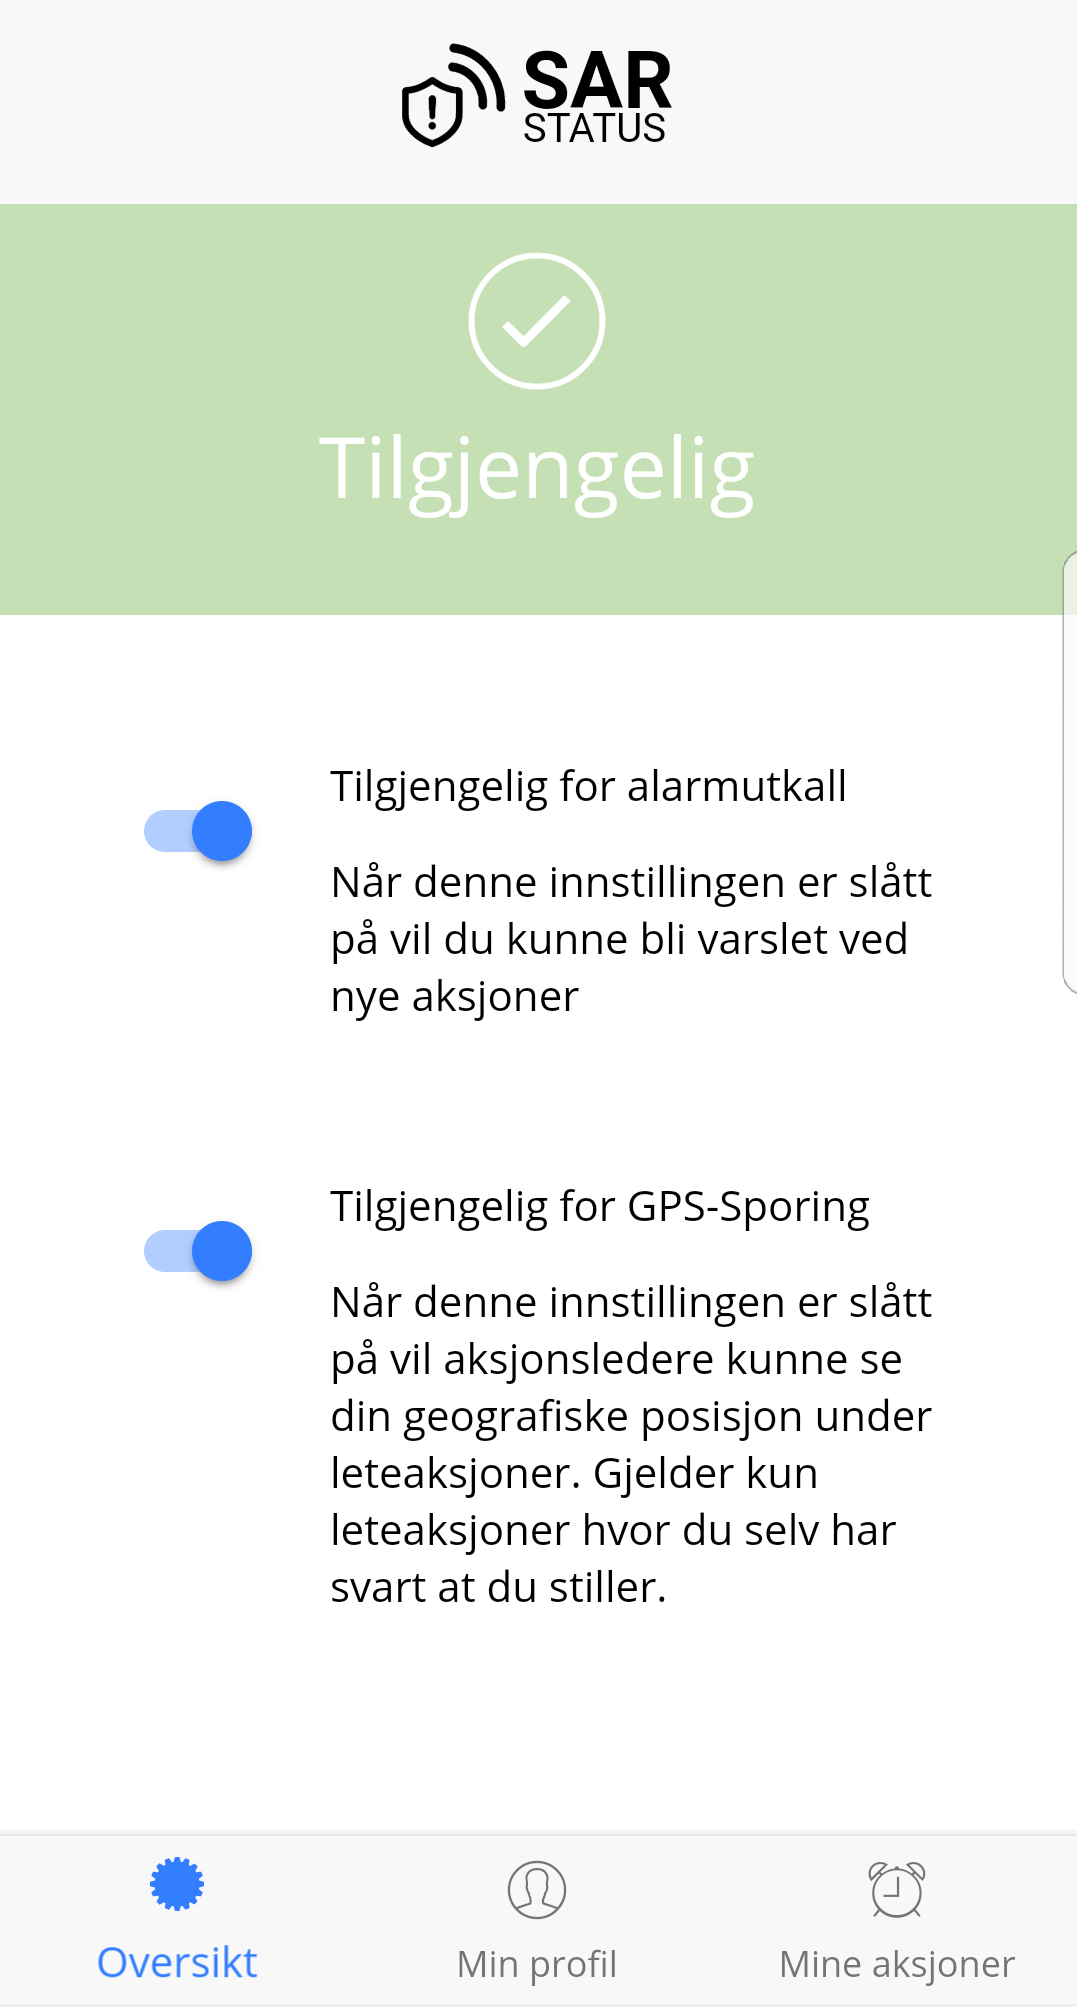 SAR
STATUS
Tilgjengelig
Tilgjengelig for alarmutkall
Når denne innstillingen er slått
på vil du kunne bli varslet ved
nye aksjoner
Tilgjengelig for GPS-Sporing
Når denne innstillingen er slått
på vil aksjonsledere kunne se
din geografiske posisjon under
leteaksjoner. Gjelder kun
leteaksjoner hvor du selv har
svart at du stiller.
Oversikt
Min profil
Mine aksjoner